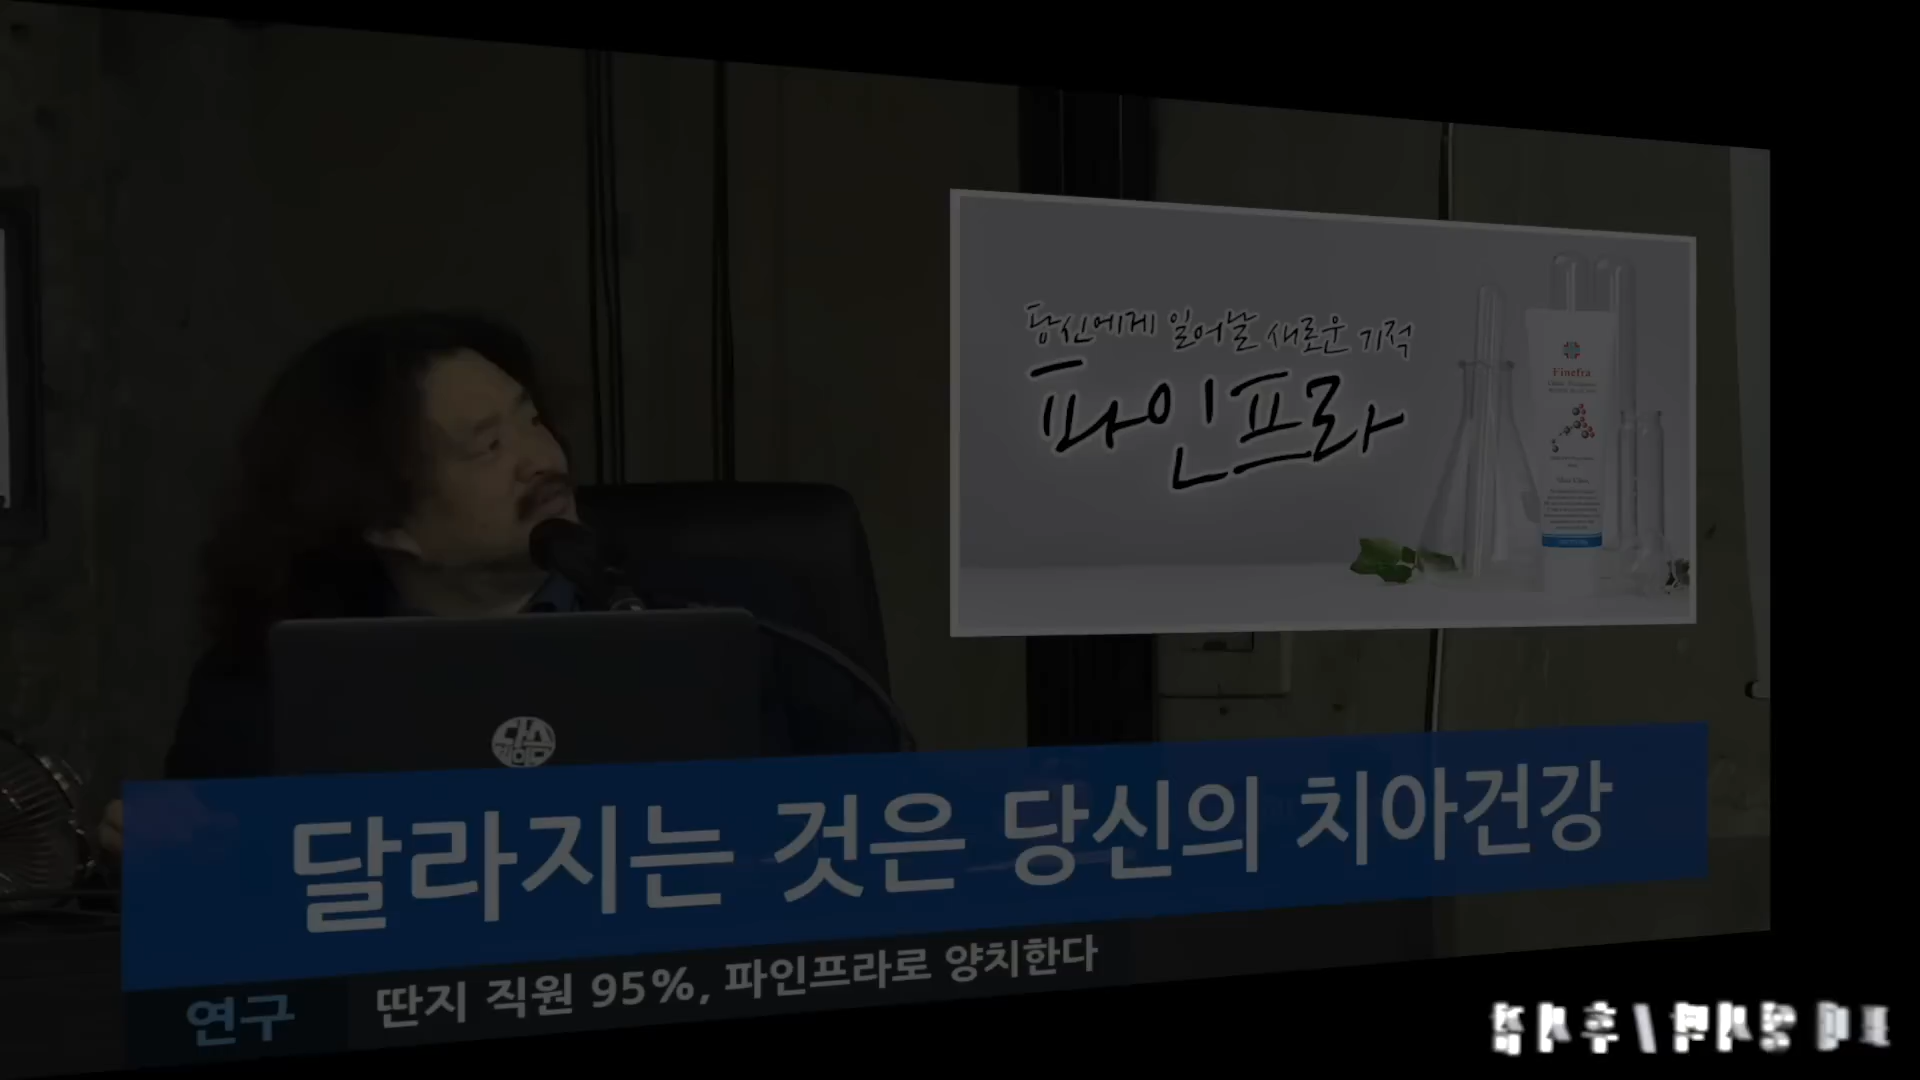 당신에게 일어날 새로운 기적
파인프라
Finefra
달라지는 것은 당신의 치아건강
연구
딴지 직원 95%, 파인프라로 양치한다